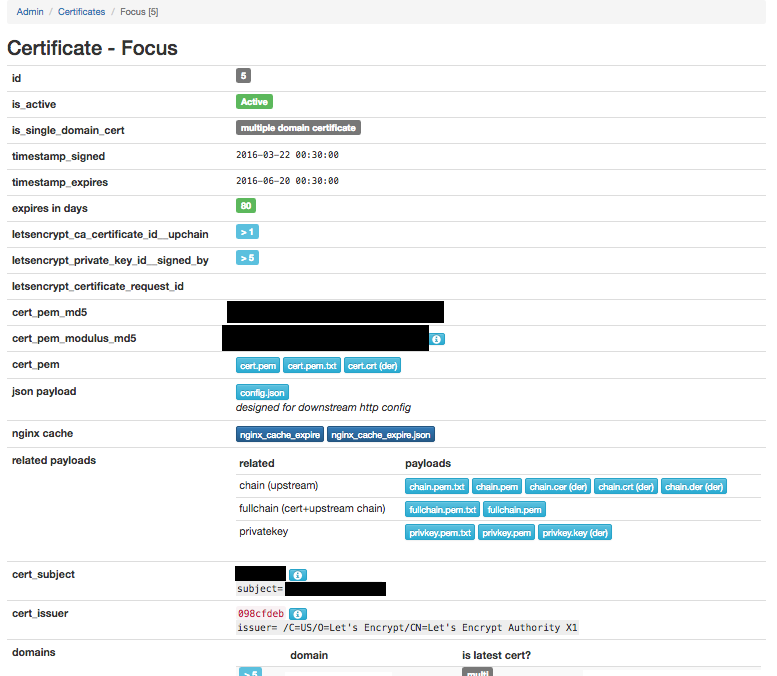 Admin / Certificates / Focus [5]
Certificate - Focus
id 5
is_active Active
is_single_domain_cert multiple domain certificate
timestamp_signed 2016-03-22 00:30:00
timestamp_expires 2016-06-20 00:30:00
expires in days 80
letsencrypt_ca_certificate_id__upchain > 1
letsencrypt_private_key_id__signed_by > 5
letsencrypt_certificate_request_id
cert_pem_md5
cert_pem_modulus_md5
cert_pem cert.pem cert.pem.txt cert.crt (der)
json payload config.json
designed for downstream http config
nginx cache nginx_cache_expire nginx_cache_expire.json
related payloads related payloads
chain (upstream) chain.pem.txt chain.pem chain.cer (der) chain.crt (der) chain.der (der)
fullchain (cert+upstream chain) fullchain.pem.txt fullchain.pem
privatekey privkey.pem.txt privkey.pem privkey.key (der)
cert_subject
subject=
cert_issuer 098cfdeb
issuer= /C=US/O=Let's Encrypt/CN=Let's Encrypt Authority X1
domains domain is latest cert?
> 5 multi